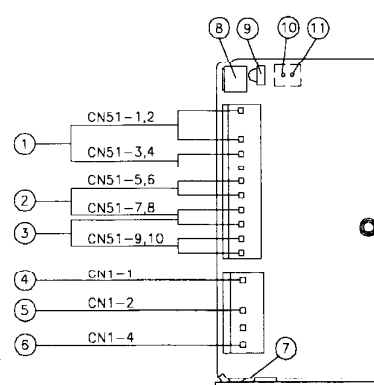 8 9 10 11
CN51-1,2
1
CN51-3,4
CN51-5,6
2
CN51-7,8
3
CN51-9,10
4 CN1-1
5 CN1-2
6 CN1-4
7